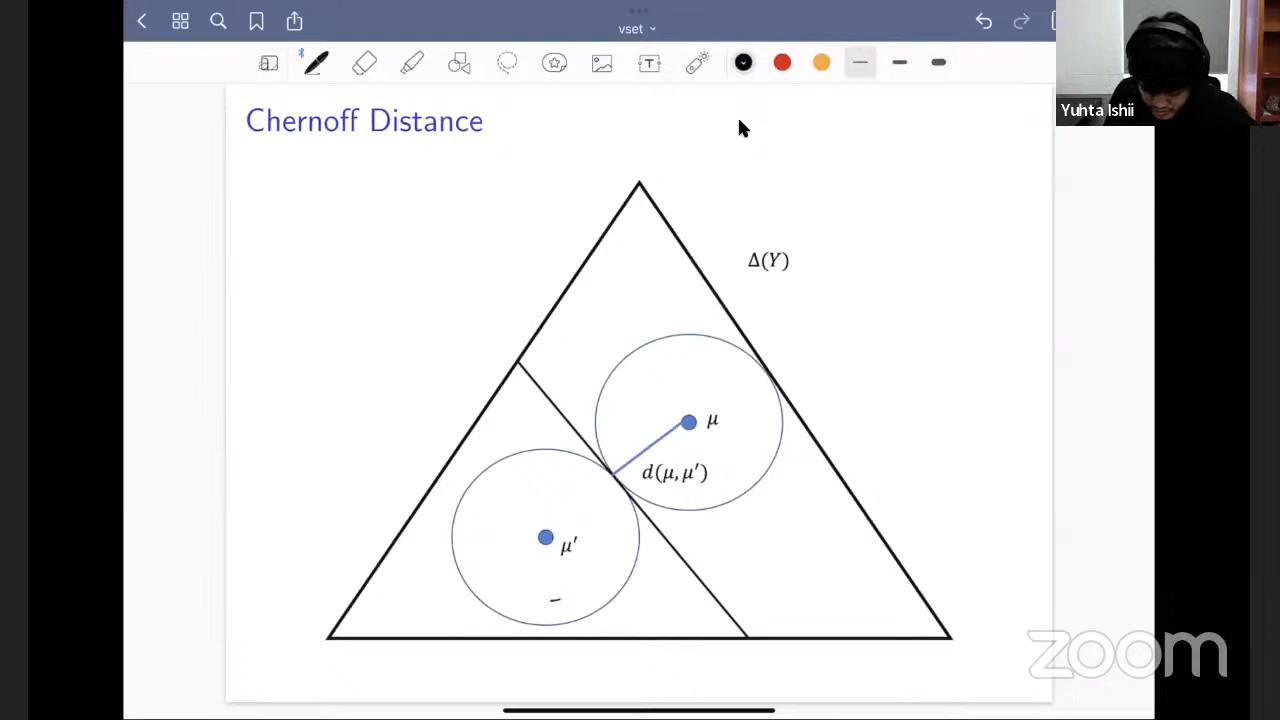 vset
T
Yuhta Ishii
Chernoff Distance
Δ(Y)
μ
d(μ, μ′)
μ′
zoom